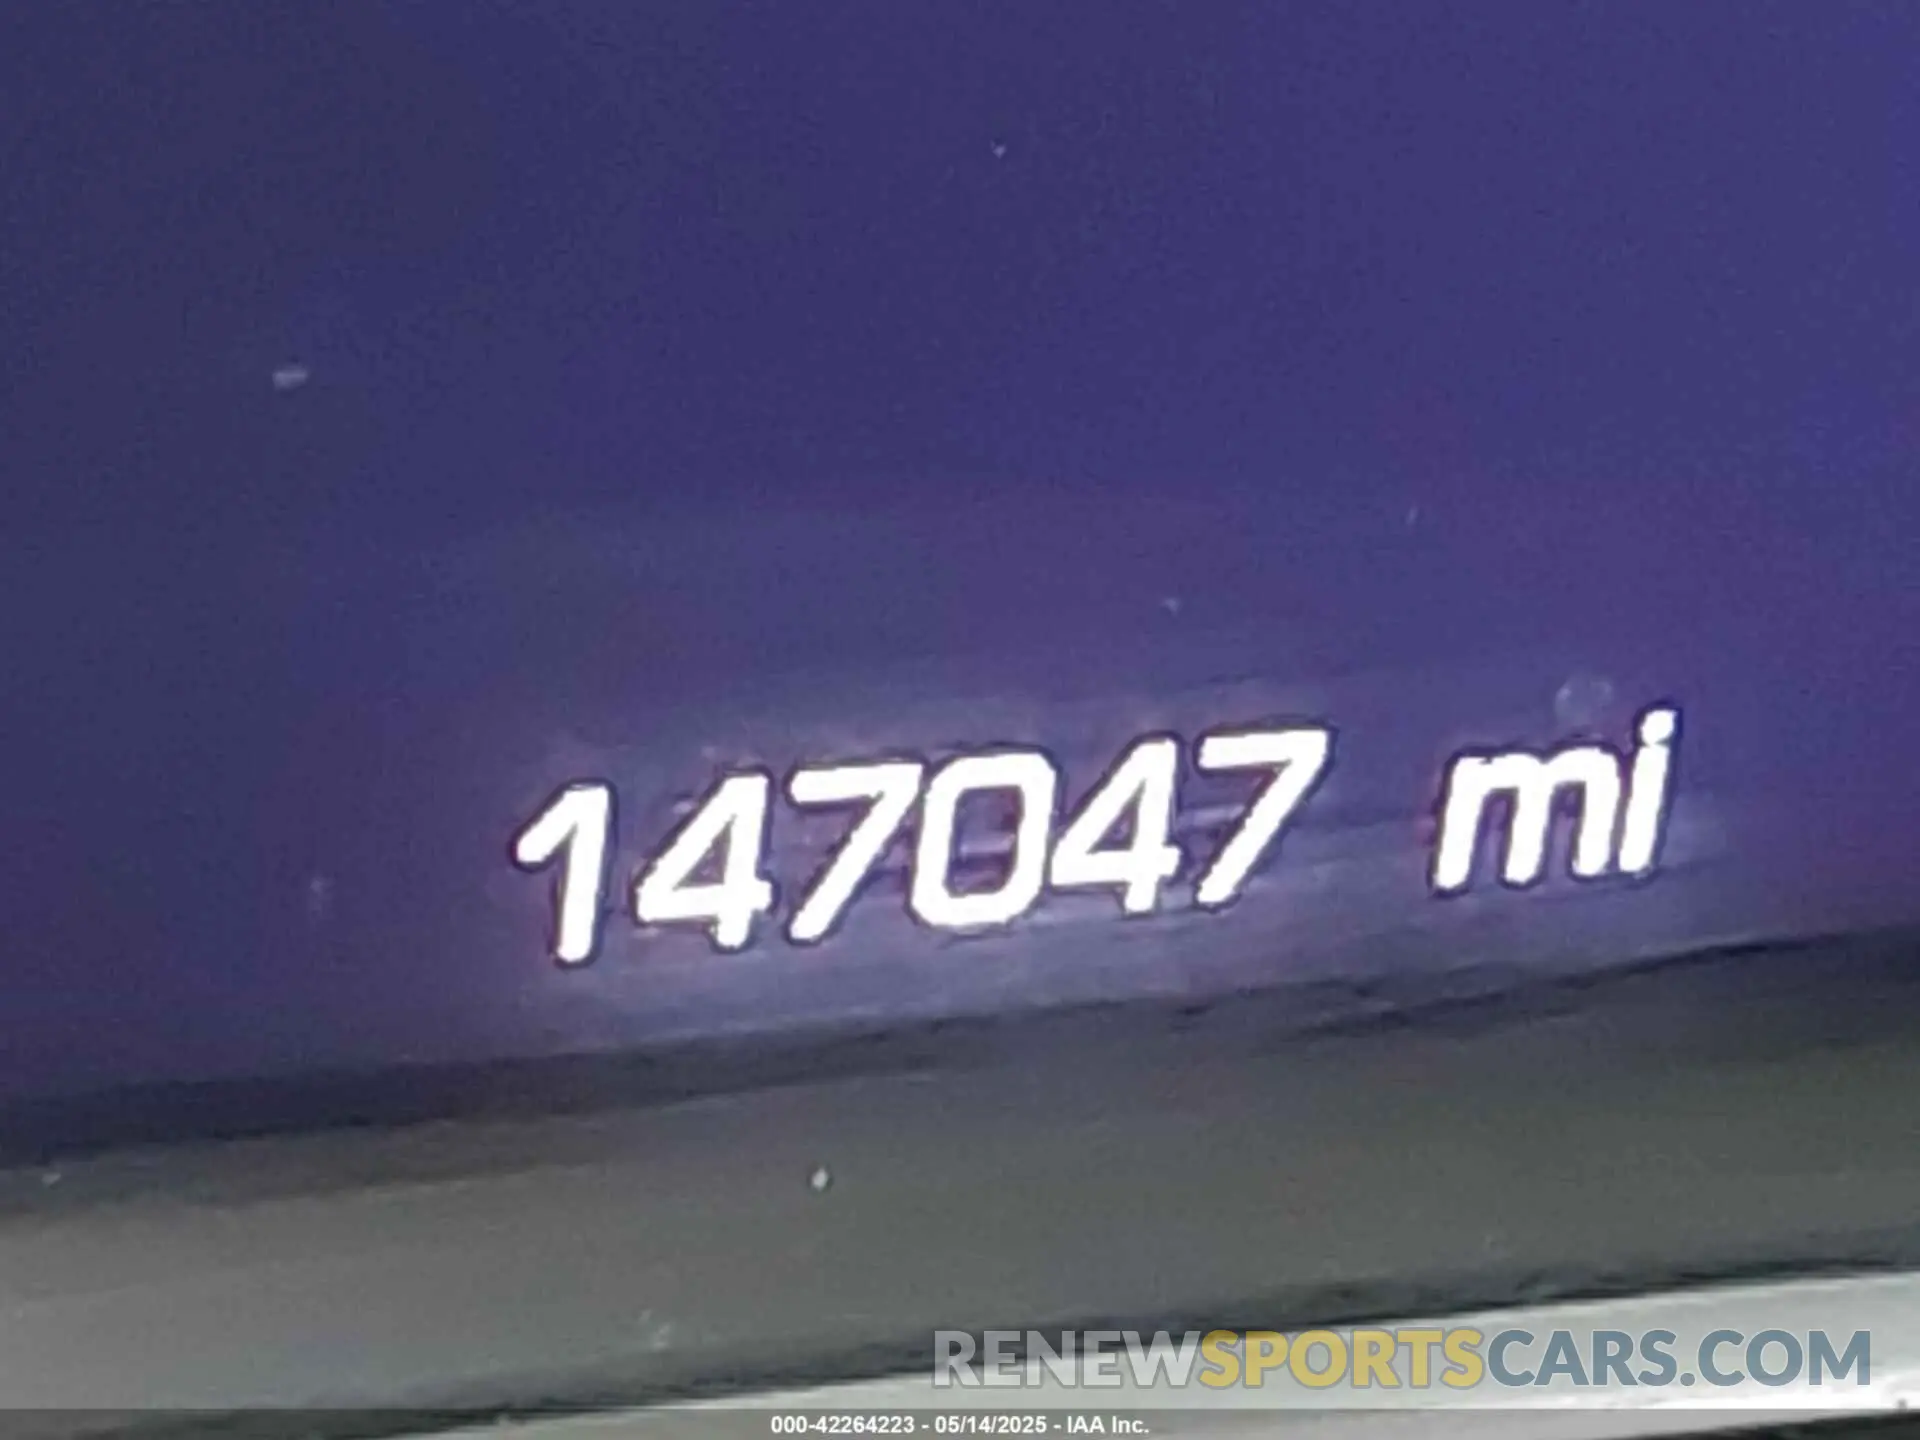 147047 mi
RENEWSPORTSCARS.COM
000-42264223 - 05/14/2025 - IAA Inc.